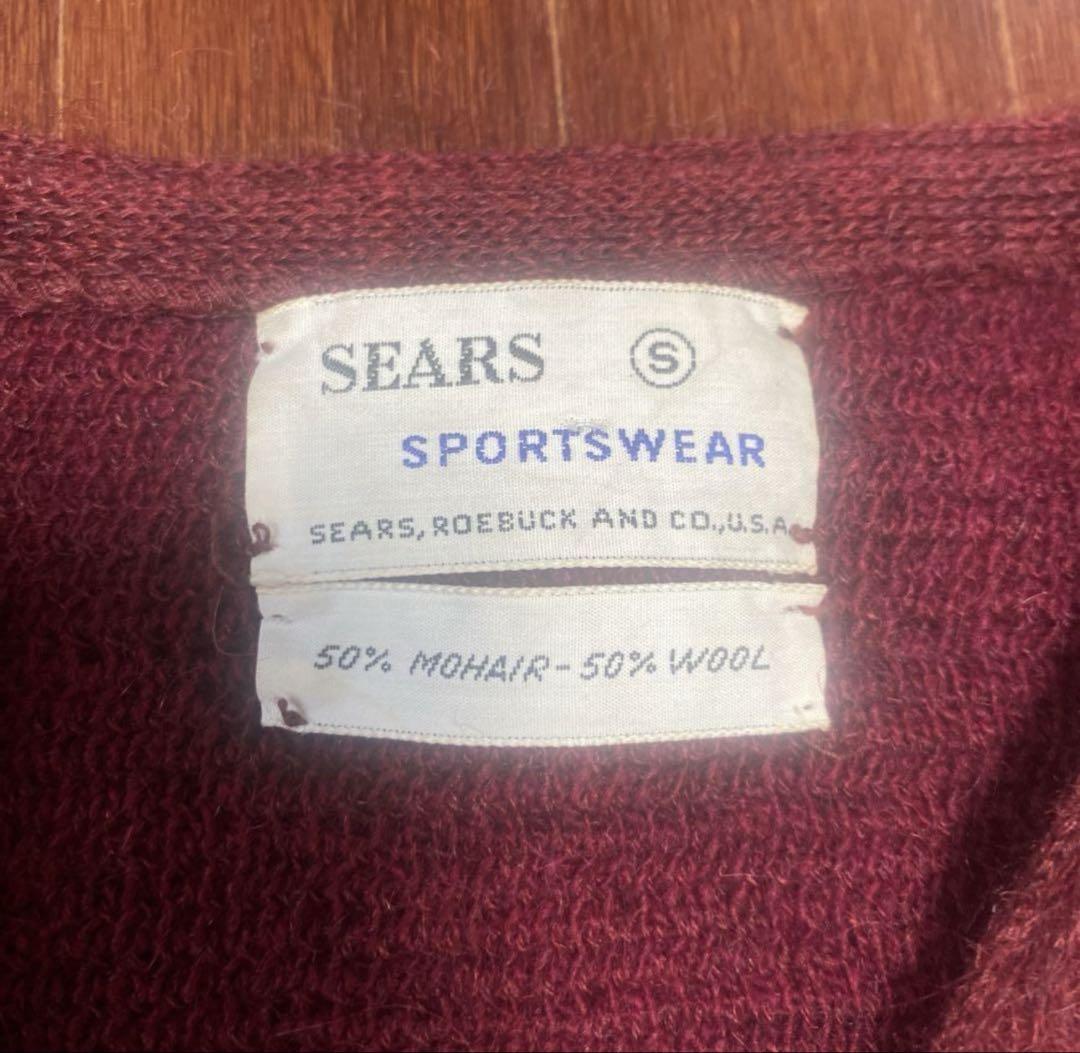 SEARS Ⓢ
SPORTSWEAR
SEARS, ROEBUCK AND CO., U.S.A.
50% MOHAIR - 50% WOOL